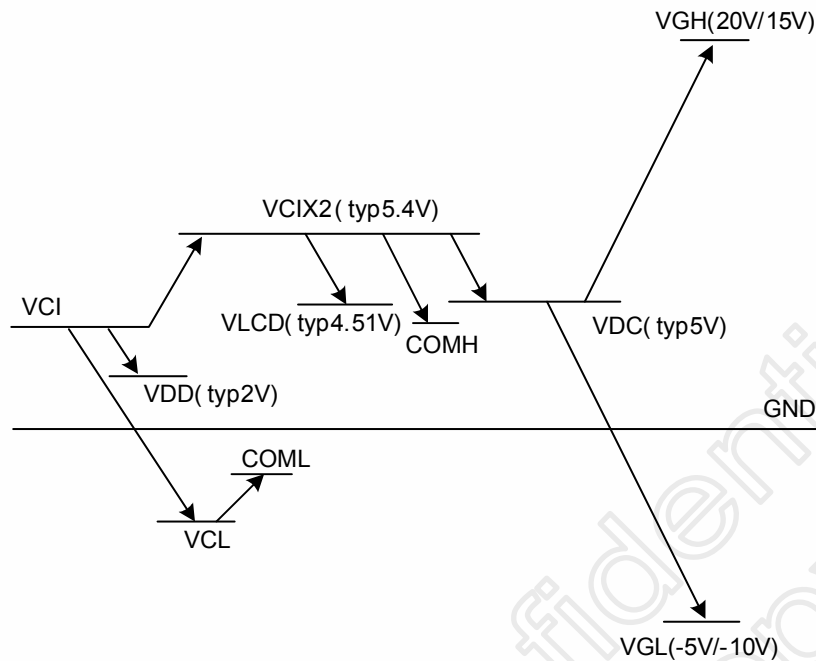 VGH(20V/15V)
VCIX2( typ5.4V)
VCI
VLCD( typ4.51V)
COMH
VDC( typ5V)
VDD( typ2V)
GND
COML
VCL
VGL(-5V/-10V)